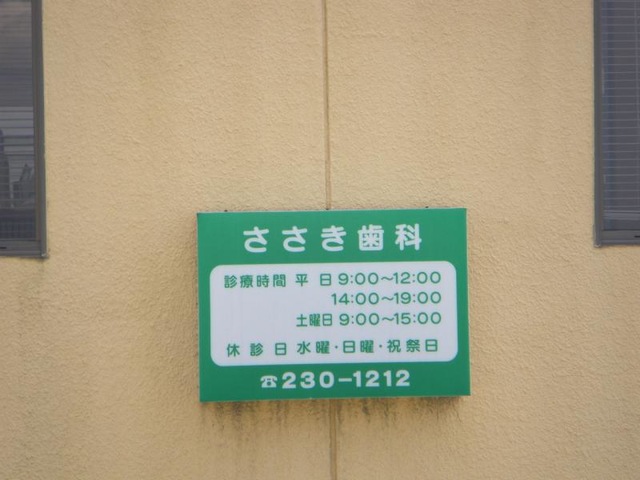 ささき歯科
診療時間 平 日 9:00~12:00
14:00~19:00
土曜日 9:00~15:00
休 診 日 水曜・日曜・祝祭日
☎230-1212